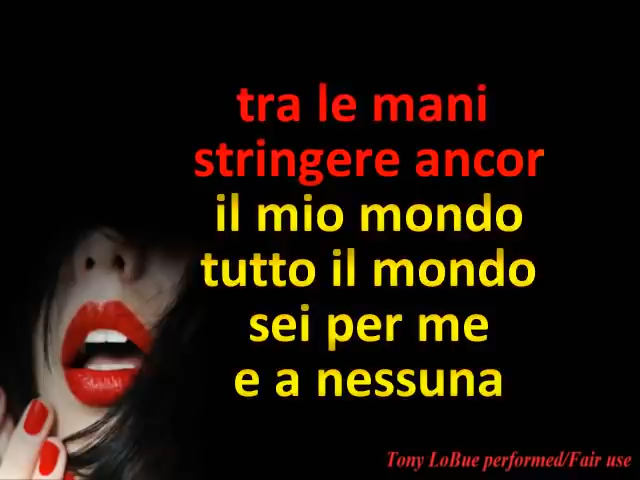 tra le mani
stringere ancor
il mio mondo
tutto il mondo
sei per me
e a nessuna
Tony LoBue performed/Fair use